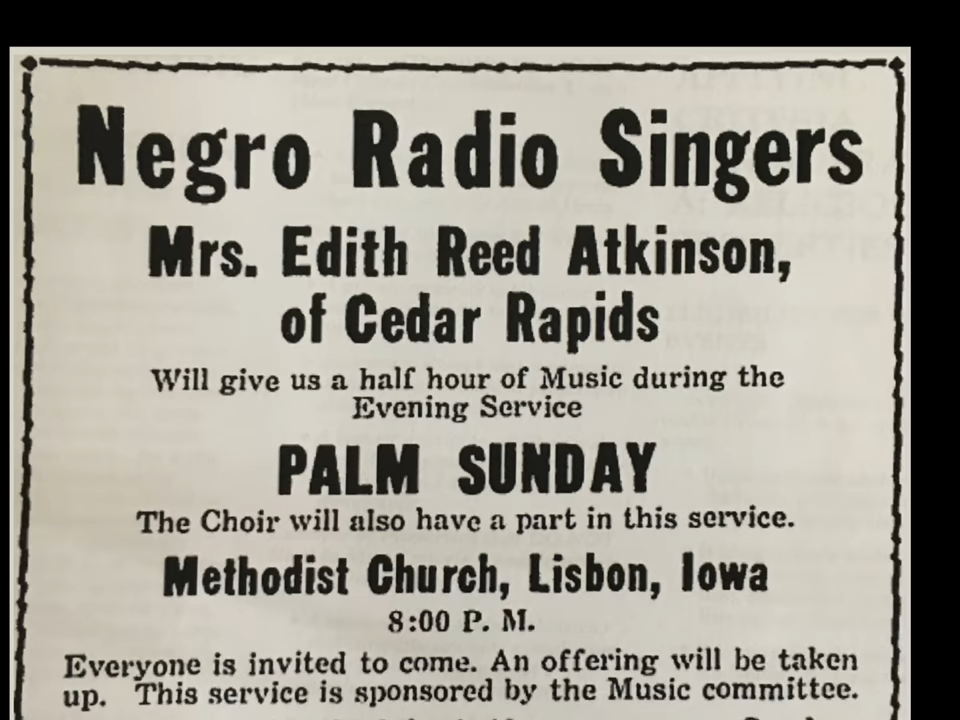 Negro Radio Singers
Mrs. Edith Reed Atkinson,
of Cedar Rapids
Will give us a half hour of Music during the
Evening Service
PALM SUNDAY
The Choir will also have a part in this service.
Methodist Church, Lisbon, Iowa
8:00 P. M.
Everyone is invited to come. An offering will be taken
up. This service is sponsored by the Music committee.